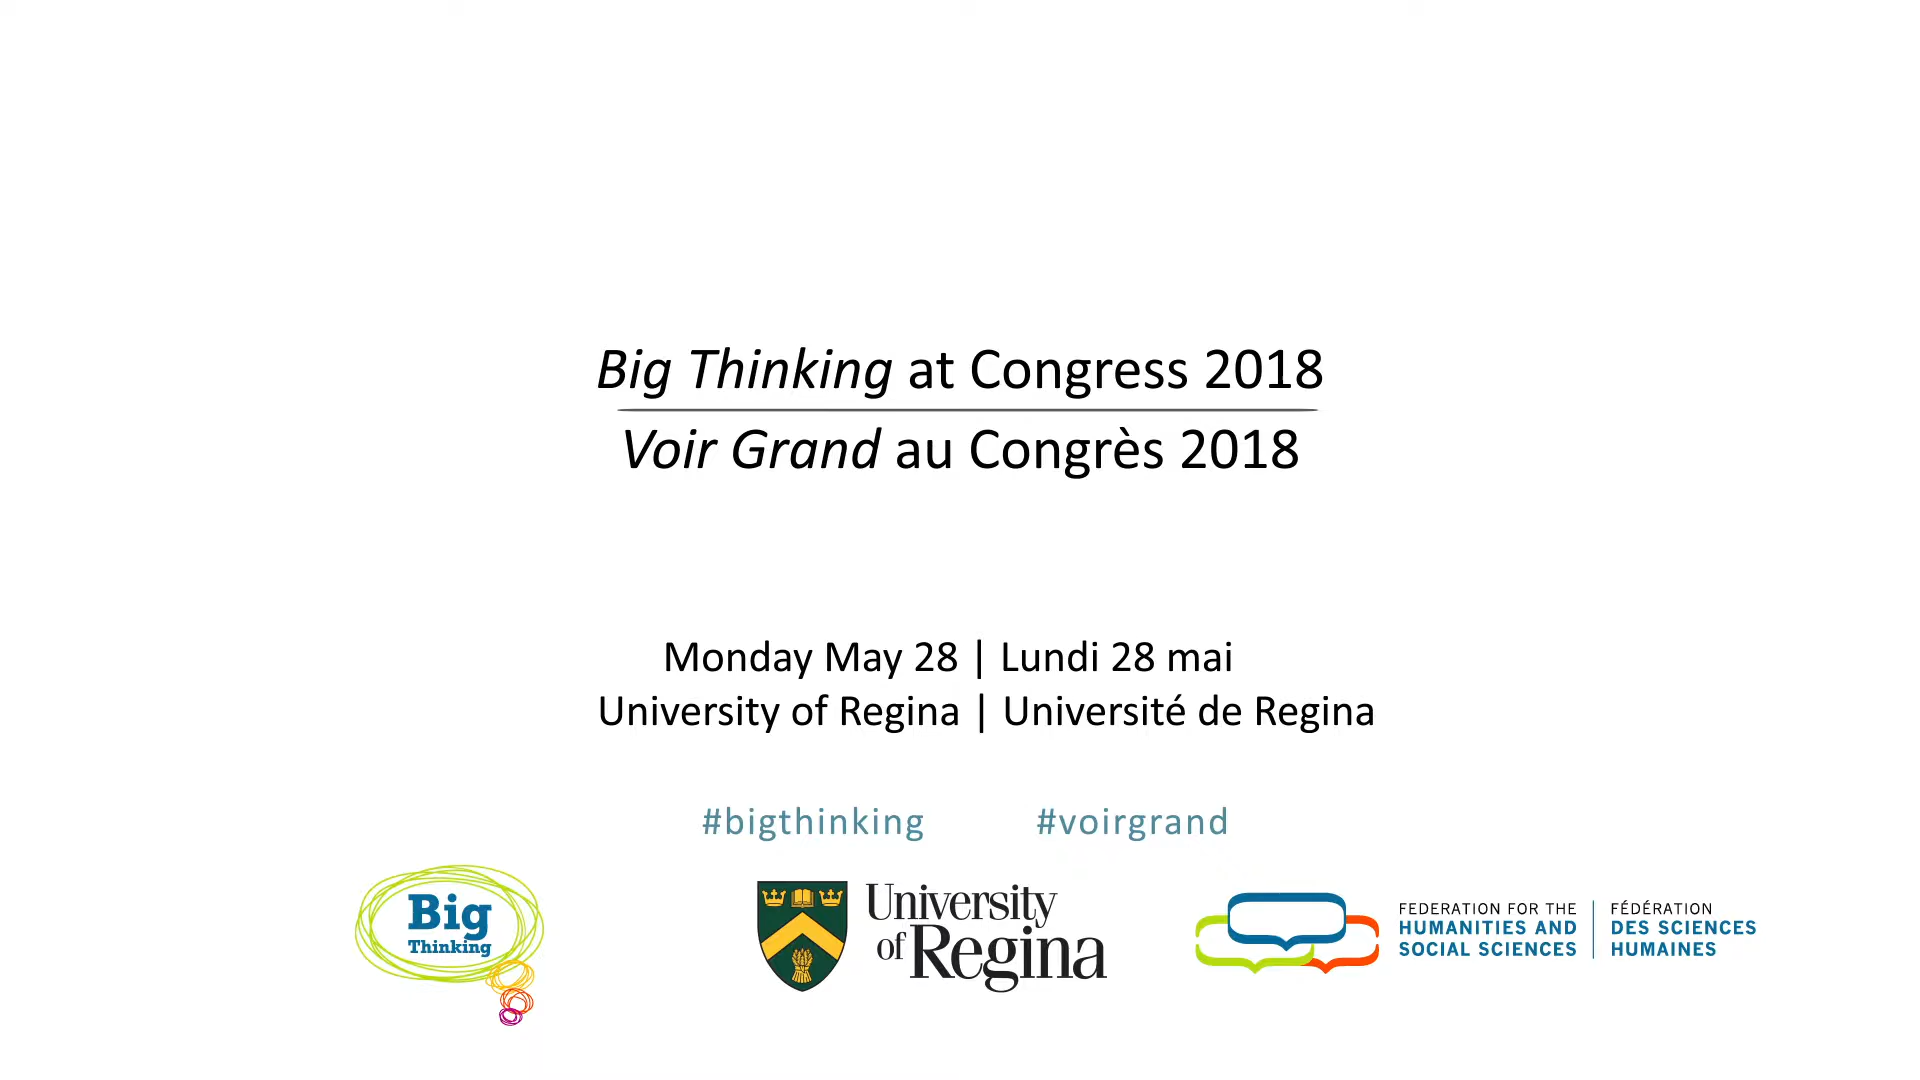 Big Thinking at Congress 2018
Voir Grand au Congrès 2018
Monday May 28 | Lundi 28 mai
University of Regina | Université de Regina
#bigthinking #voirgrand
Big
Thinking
University
of Regina
FEDERATION FOR THE
HUMANITIES AND
SOCIAL SCIENCES
FÉDÉRATION
DES SCIENCES
HUMAINES